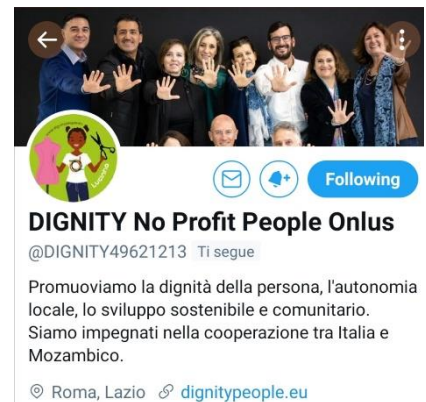 Following
DIGNITY No Profit People Onlus
@DIGNITY49621213 Ti segue
Promuoviamo la dignità della persona, l'autonomia
locale, lo sviluppo sostenibile e comunitario.
Siamo impegnati nella cooperazione tra Italia e
Mozambico.
Roma, Lazio dignitypeople.eu